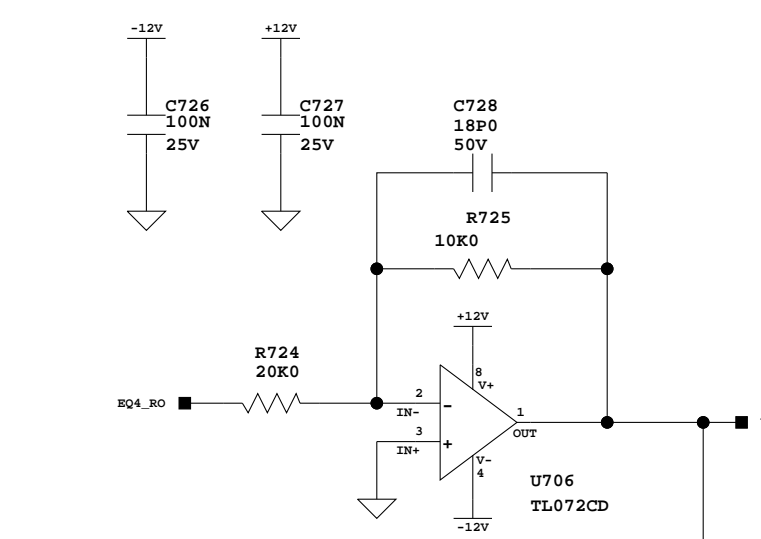 -12V
+12V
C726
100N
25V
C727
100N
25V
C728
18P0
50V
R725
10K0
+12V
R724
20K0
8
V+
EQ4_RO
2
IN-
-
1
OUT
3
IN+
+
V-
4
U706
TL072CD
-12V